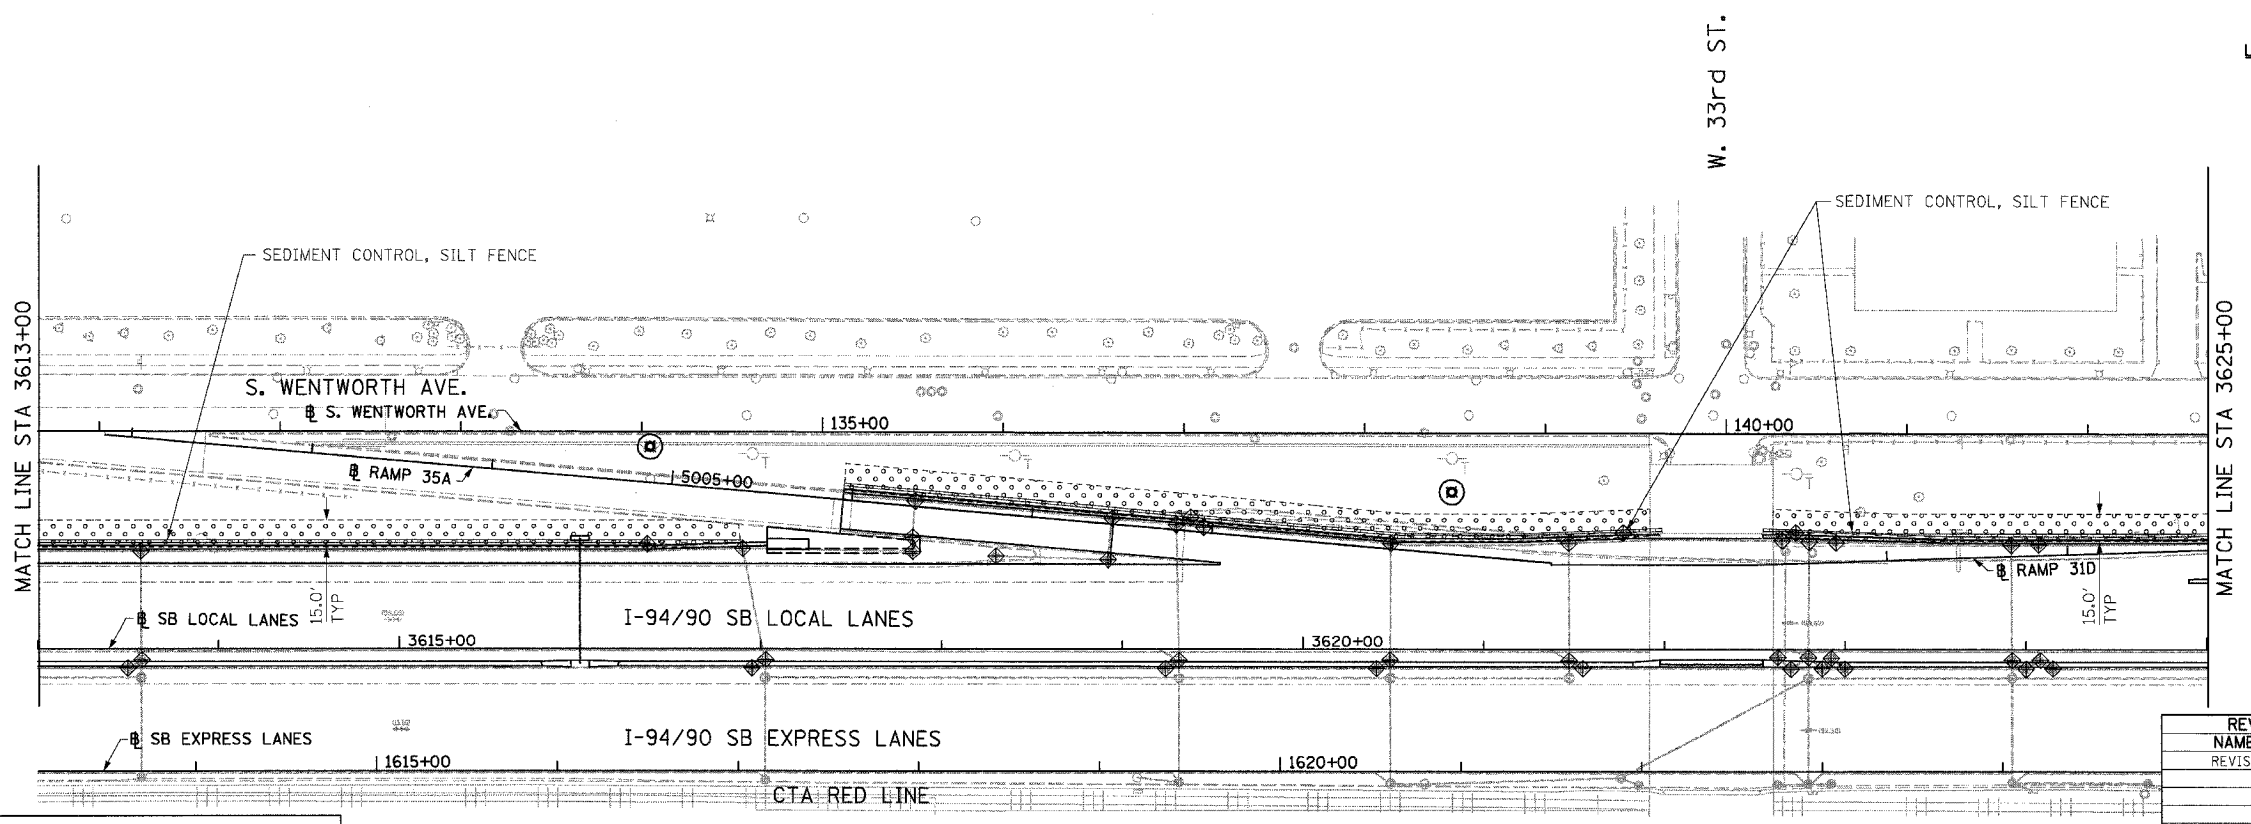 W. 33rd ST.
SEDIMENT CONTROL, SILT FENCE
SEDIMENT CONTROL, SILT FENCE
MATCH LINE STA 3613+00
MATCH LINE STA 3625+00
S. WENTWORTH AVE.
℄ S. WENTWORTH AVE.
135+00
140+00
℄ RAMP 35A
5005+00
T
T
T
T
℄ RAMP 31D
15.0'
TYP
15.0'
TYP
℄ SB LOCAL LANES
I-94/90 SB LOCAL LANES
3615+00
3620+00
℄ SB EXPRESS LANES
I-94/90 SB EXPRESS LANES
1615+00
1620+00
CTA RED LINE
REV
NAME
REVIS